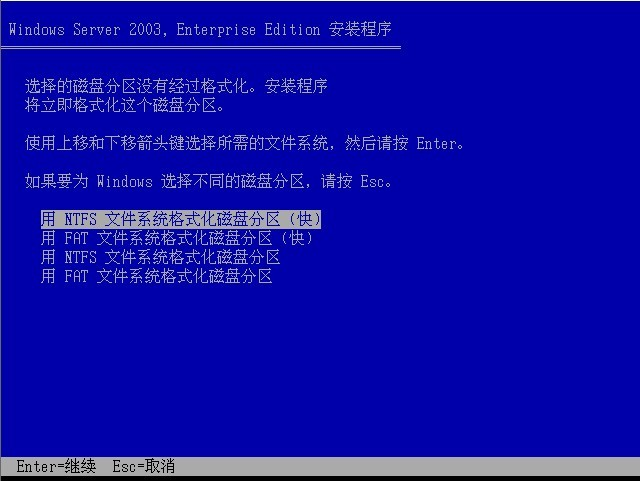 Windows Server 2003, Enterprise Edition 安装程序
选择的磁盘分区没有经过格式化。安装程序
将立即格式化这个磁盘分区。
使用上移和下移箭头键选择所需的文件系统，然后请按 Enter。
如果要为 Windows 选择不同的磁盘分区，请按 Esc。
用 NTFS 文件系统格式化磁盘分区（快）
用 FAT 文件系统格式化磁盘分区（快）
用 NTFS 文件系统格式化磁盘分区
用 FAT 文件系统格式化磁盘分区
Enter=继续 Esc=取消